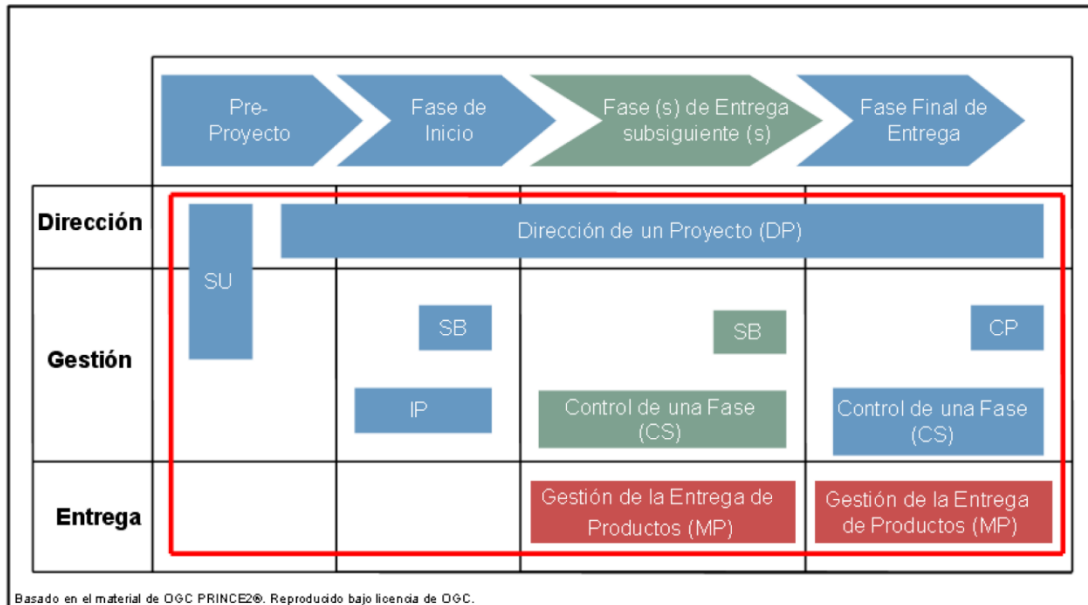 Pre-
Proyecto
Fase de
Inicio
Fase (s) de Entrega
subsiguiente (s)
Fase Final de
Entrega
Dirección
SU
Dirección de un Proyecto (DP)
Gestión
SB
SB
CP
IP
Control de una Fase
(CS)
Control de una Fase
(CS)
Entrega
Gestión de la Entrega de
Productos (MP)
Gestión de la Entrega
de Productos (MP)
Basado en el material de OGC PRINCE2®. Reproducido bajo licencia de OGC.